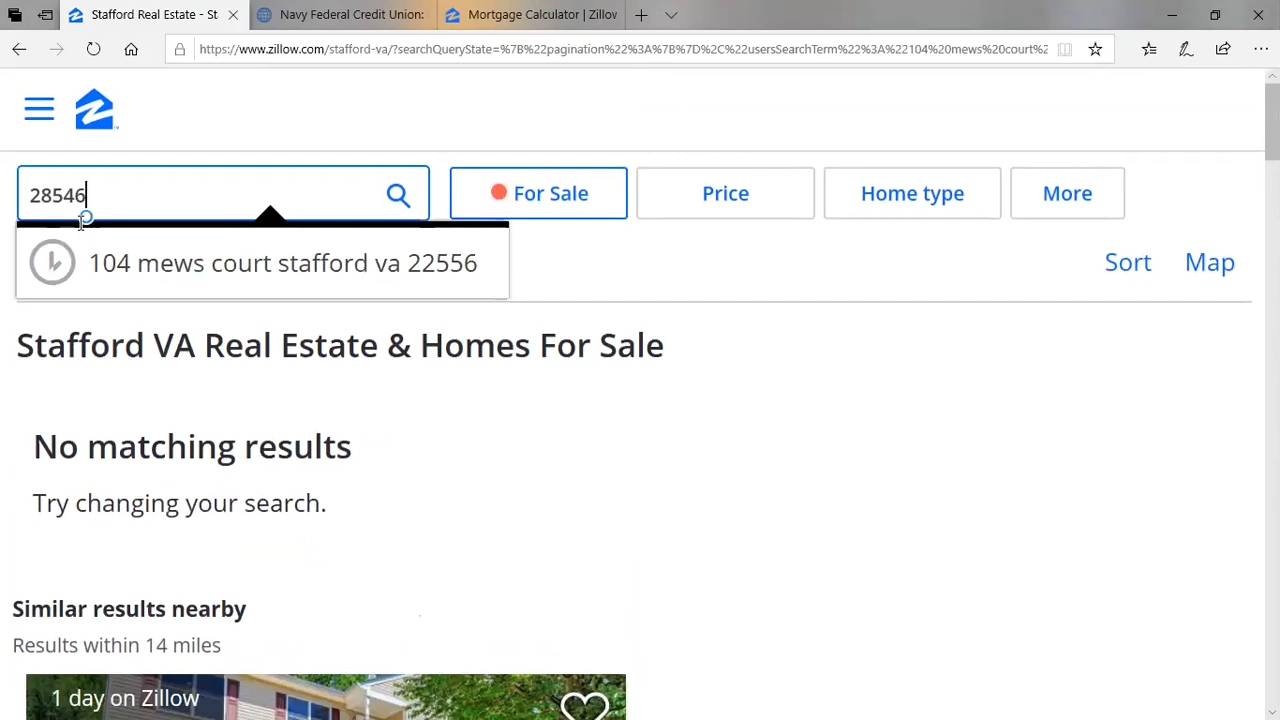 Stafford Real Estate - St
Navy Federal Credit Union:
Mortgage Calculator | Zillow
https://www.zillow.com/stafford-va/?searchQueryState=%7B%22pagination%22%3A%7B%7D%2C%22usersSearchTerm%22%3A%22104%20mews%20court%2
28546
For Sale
Price
Home type
More
104 mews court stafford va 22556
Sort
Map
Stafford VA Real Estate & Homes For Sale
No matching results
Try changing your search.
Similar results nearby
Results within 14 miles
1 day on Zillow